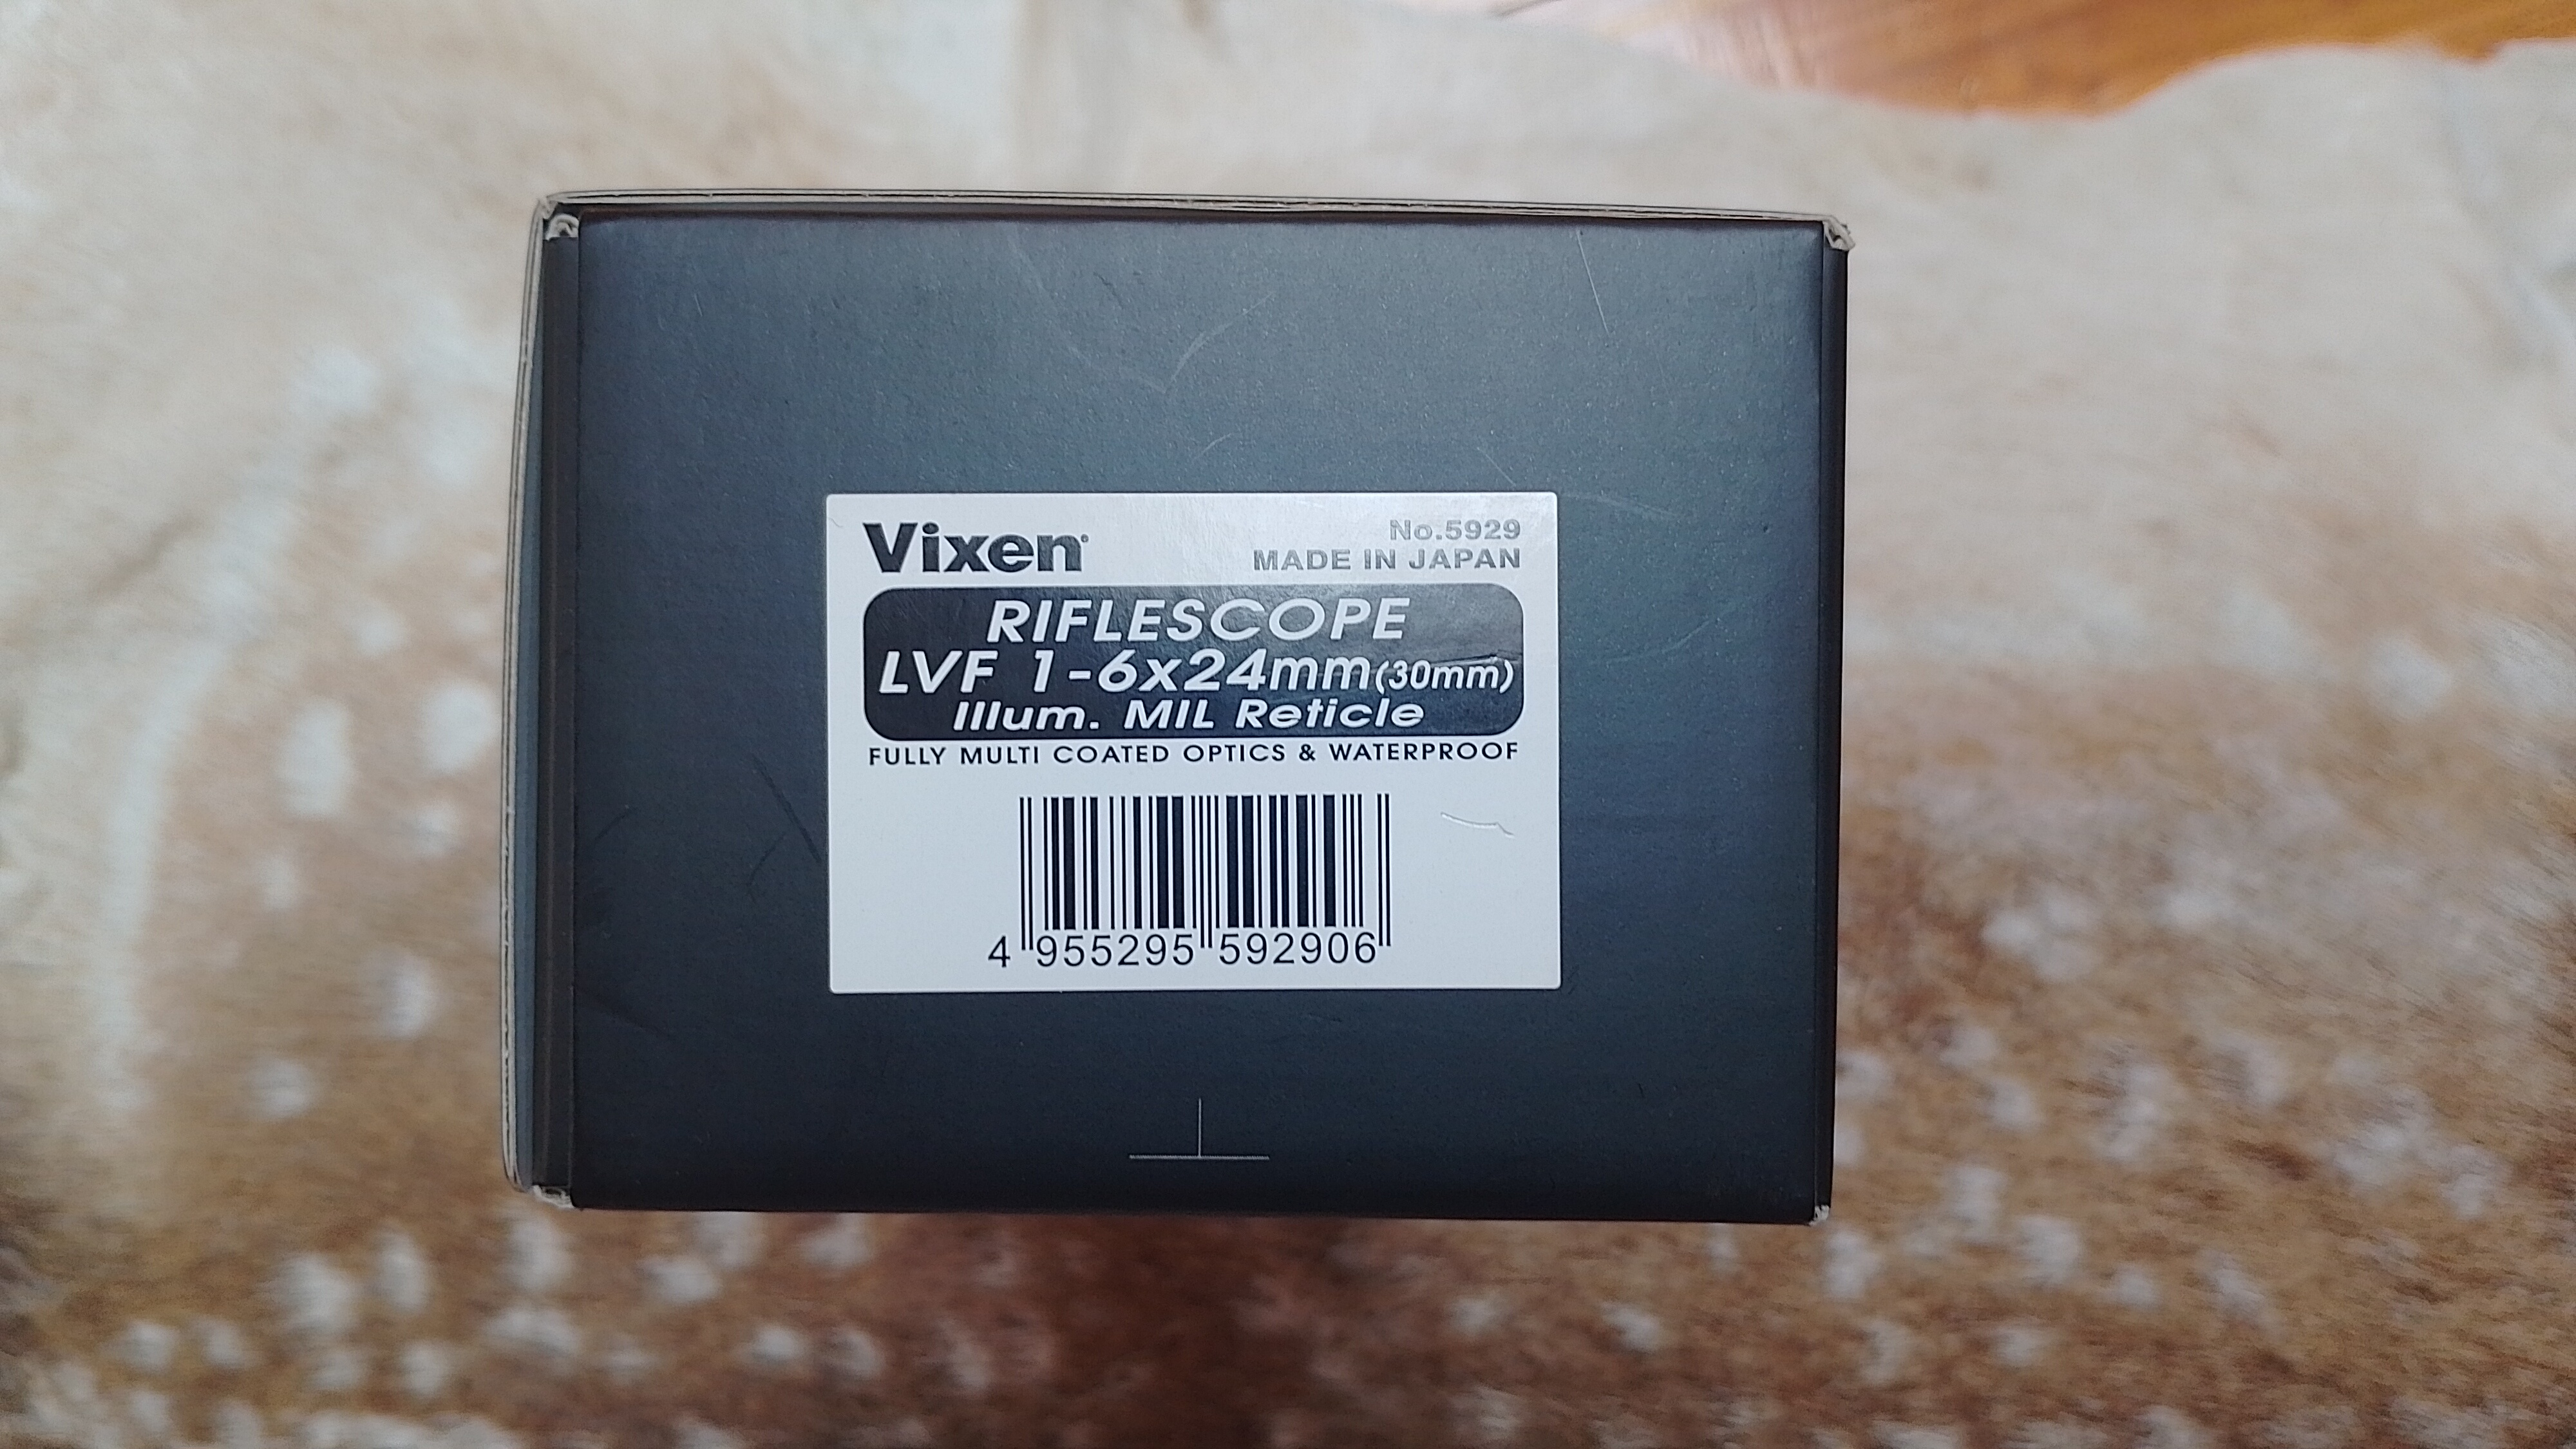 Vixen
No.5929
MADE IN JAPAN
RIFLESCOPE
LVF 1-6x24mm(30mm)
Illum. MIL Reticle
FULLY MULTI COATED OPTICS & WATERPROOF
4 955295 592906